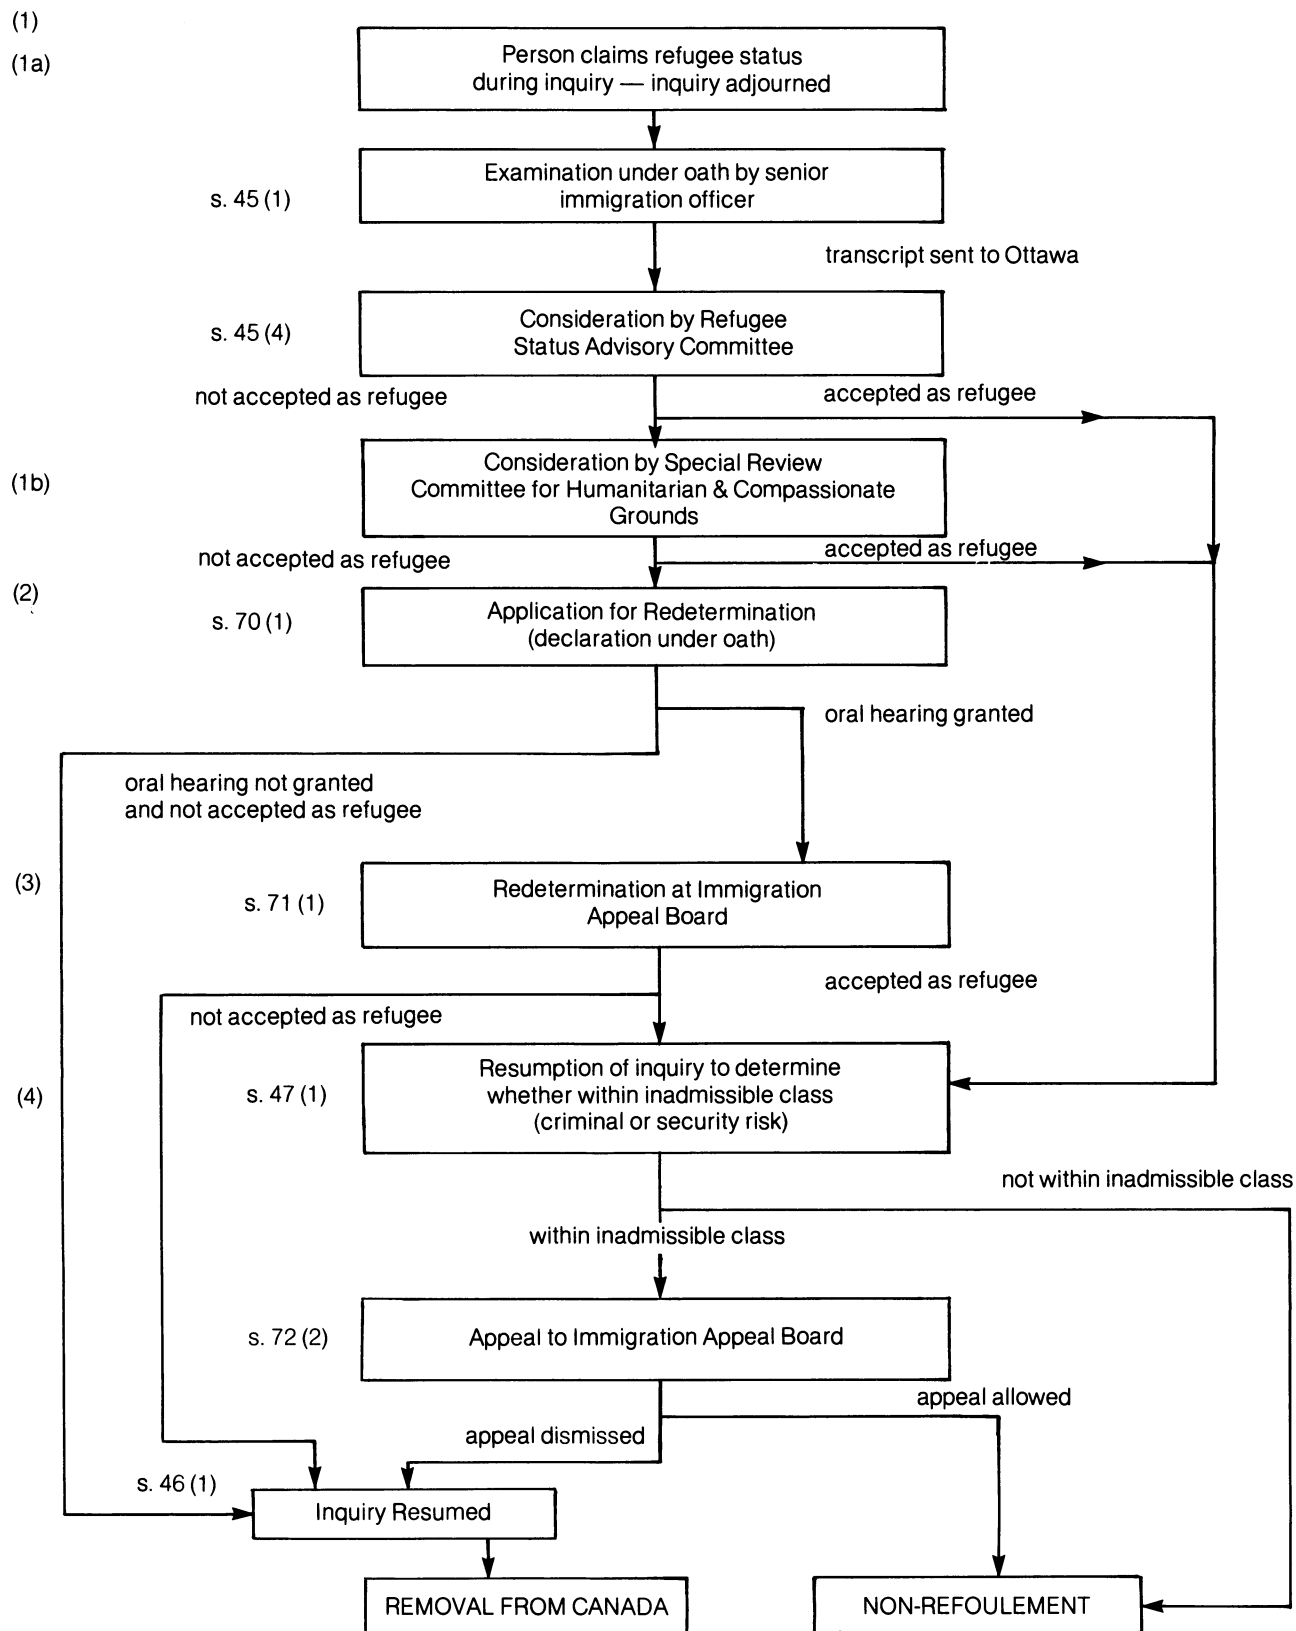 (1)
(1a)
Person claims refugee status
during inquiry — inquiry adjourned
Examination under oath by senior
immigration officer
s. 45 (1)
transcript sent to Ottawa
Consideration by Refugee
Status Advisory Committee
s. 45 (4)
not accepted as refugee
accepted as refugee
(1b)
Consideration by Special Review
Committee for Humanitarian & Compassionate
Grounds
not accepted as refugee
accepted as refugee
(2)
s. 70 (1)
Application for Redetermination
(declaration under oath)
oral hearing granted
oral hearing not granted
and not accepted as refugee
(3)
s. 71 (1)
Redetermination at Immigration
Appeal Board
accepted as refugee
not accepted as refugee
(4)
s. 47 (1)
Resumption of inquiry to determine
whether within inadmissible class
(criminal or security risk)
not within inadmissible class
within inadmissible class
s. 72 (2)
Appeal to Immigration Appeal Board
appeal allowed
appeal dismissed
s. 46 (1)
Inquiry Resumed
REMOVAL FROM CANADA
NON-REFOULEMENT